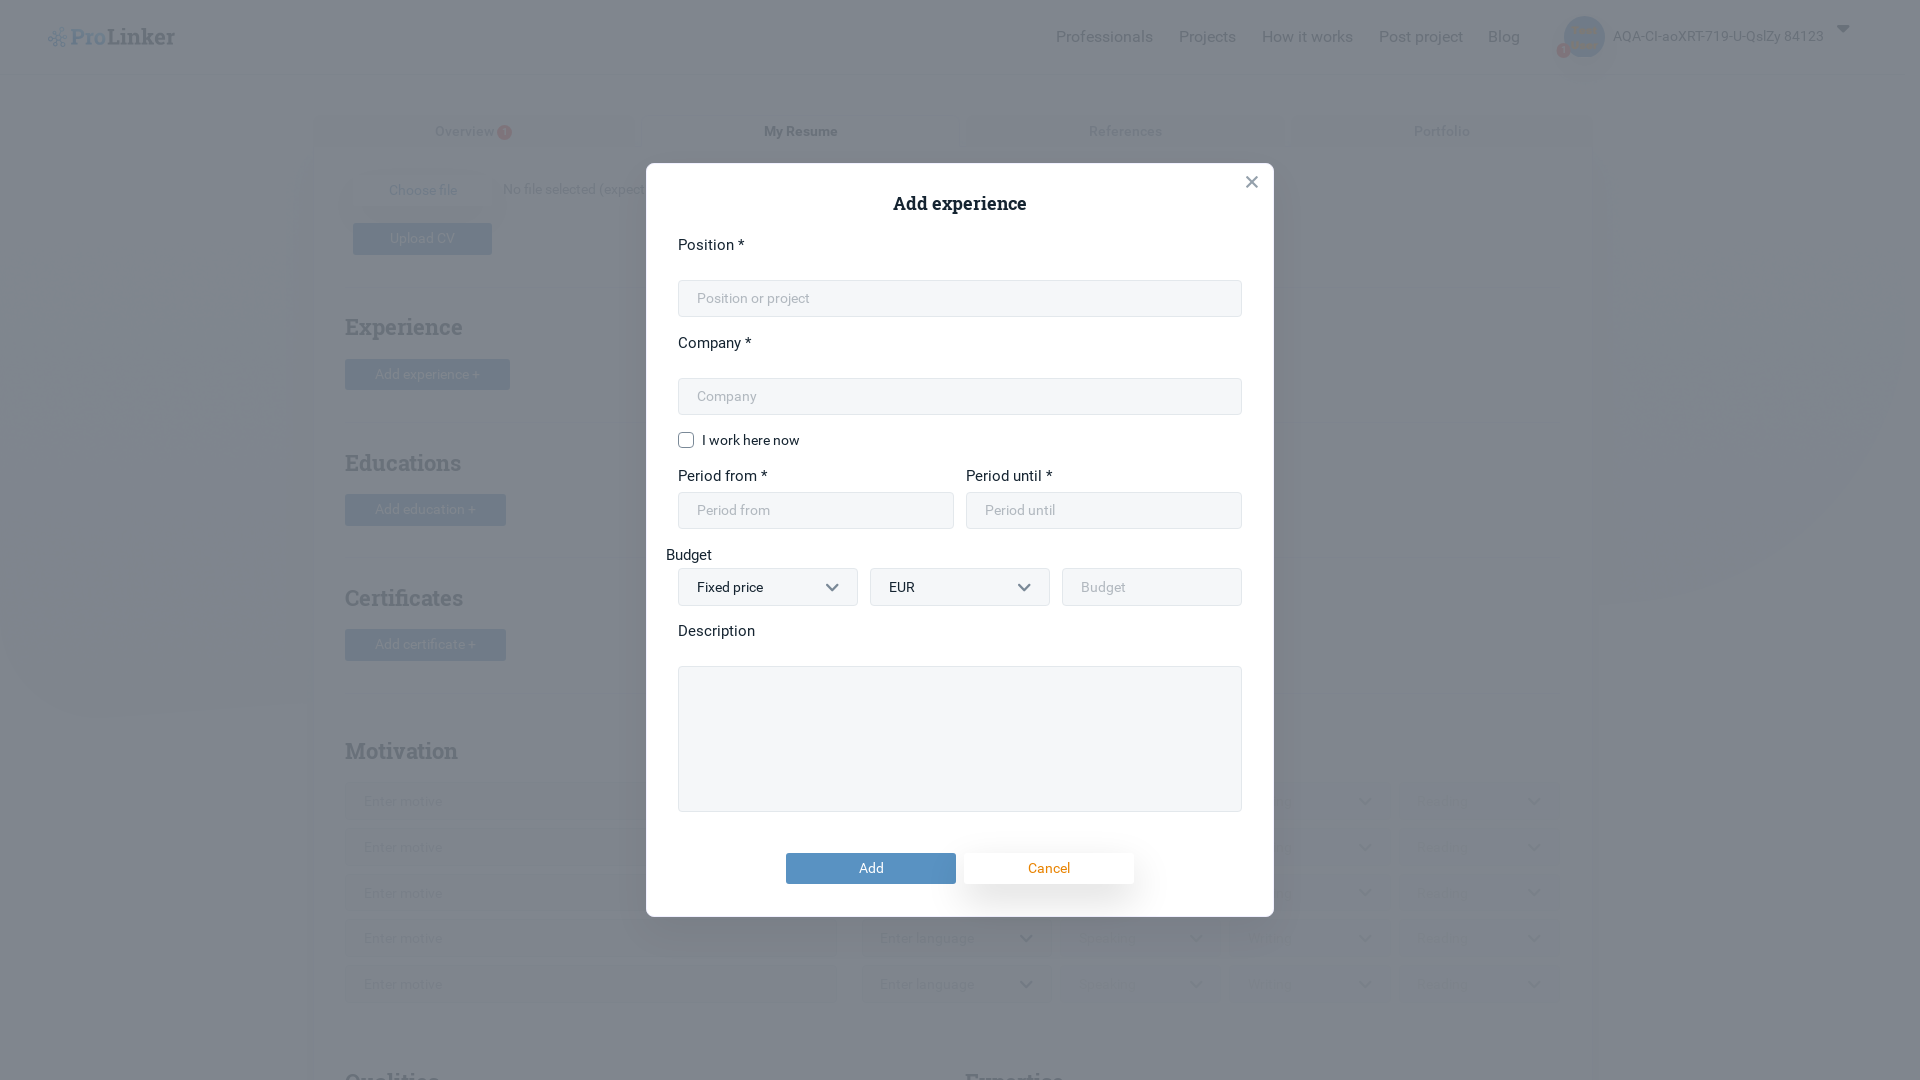 ProLinker
Professionals
Projects
How it works
Post project
Blog
1
AQA-CI-aoXRT-719-U-QslZy 84123
Overview 1
My Resume
References
Portfolio
Choose file
No file selected (expect
Upload CV
Experience
Add experience +
Educations
Add education +
Certificates
Add certificate +
Motivation
Enter motive
Enter motive
Enter motive
Enter motive
Enter language
Enter motive
Enter language
Add experience
Position *
Position or project
Company *
Company
I work here now
Period from *
Period until *
Period from
Period until
Budget
Fixed price
EUR
Budget
Description
Add
Cancel
Qualities
Expertise